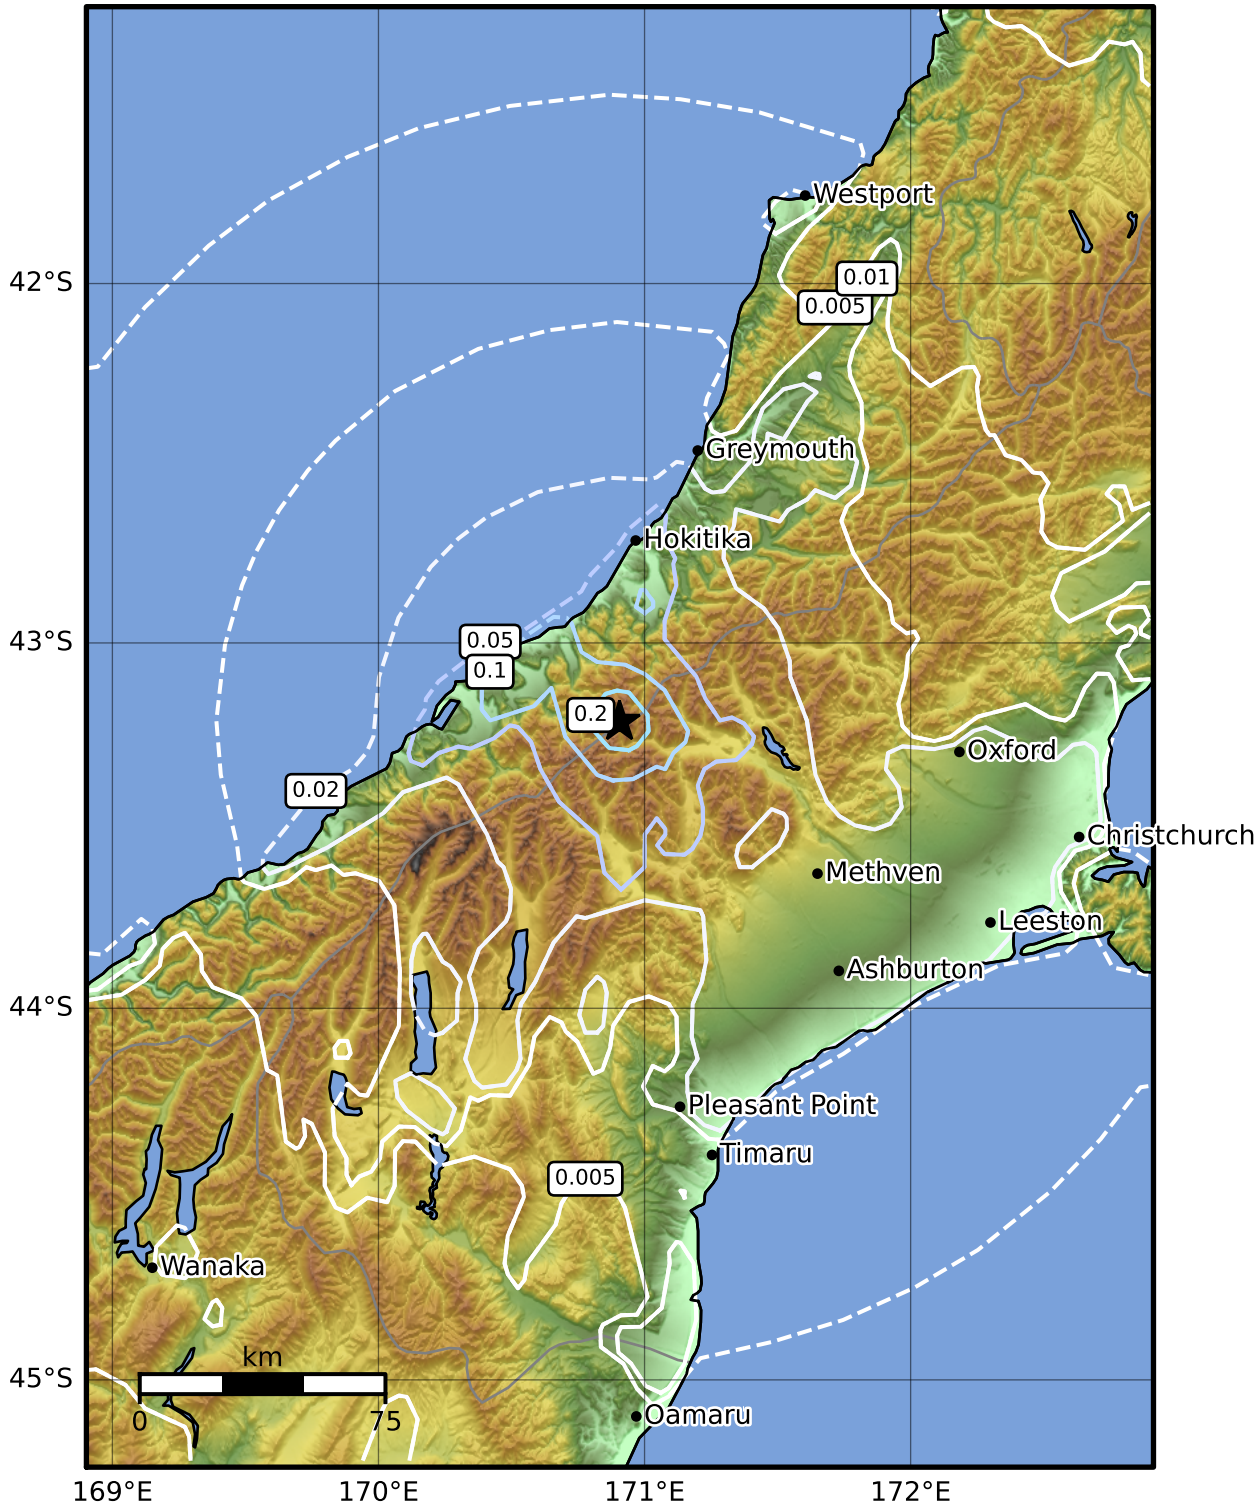 Westport
42°S
0.01
0.005
Greymouth
Hokitika
43°S
0.05
0.1
0.2
Oxford
0.02
Christchurch
Methven
Leeston
Ashburton
44°S
Pleasant Point
Timaru
0.005
Wanaka
km
45°S
0 75
Oamaru
169°E 170°E 171°E 172°E